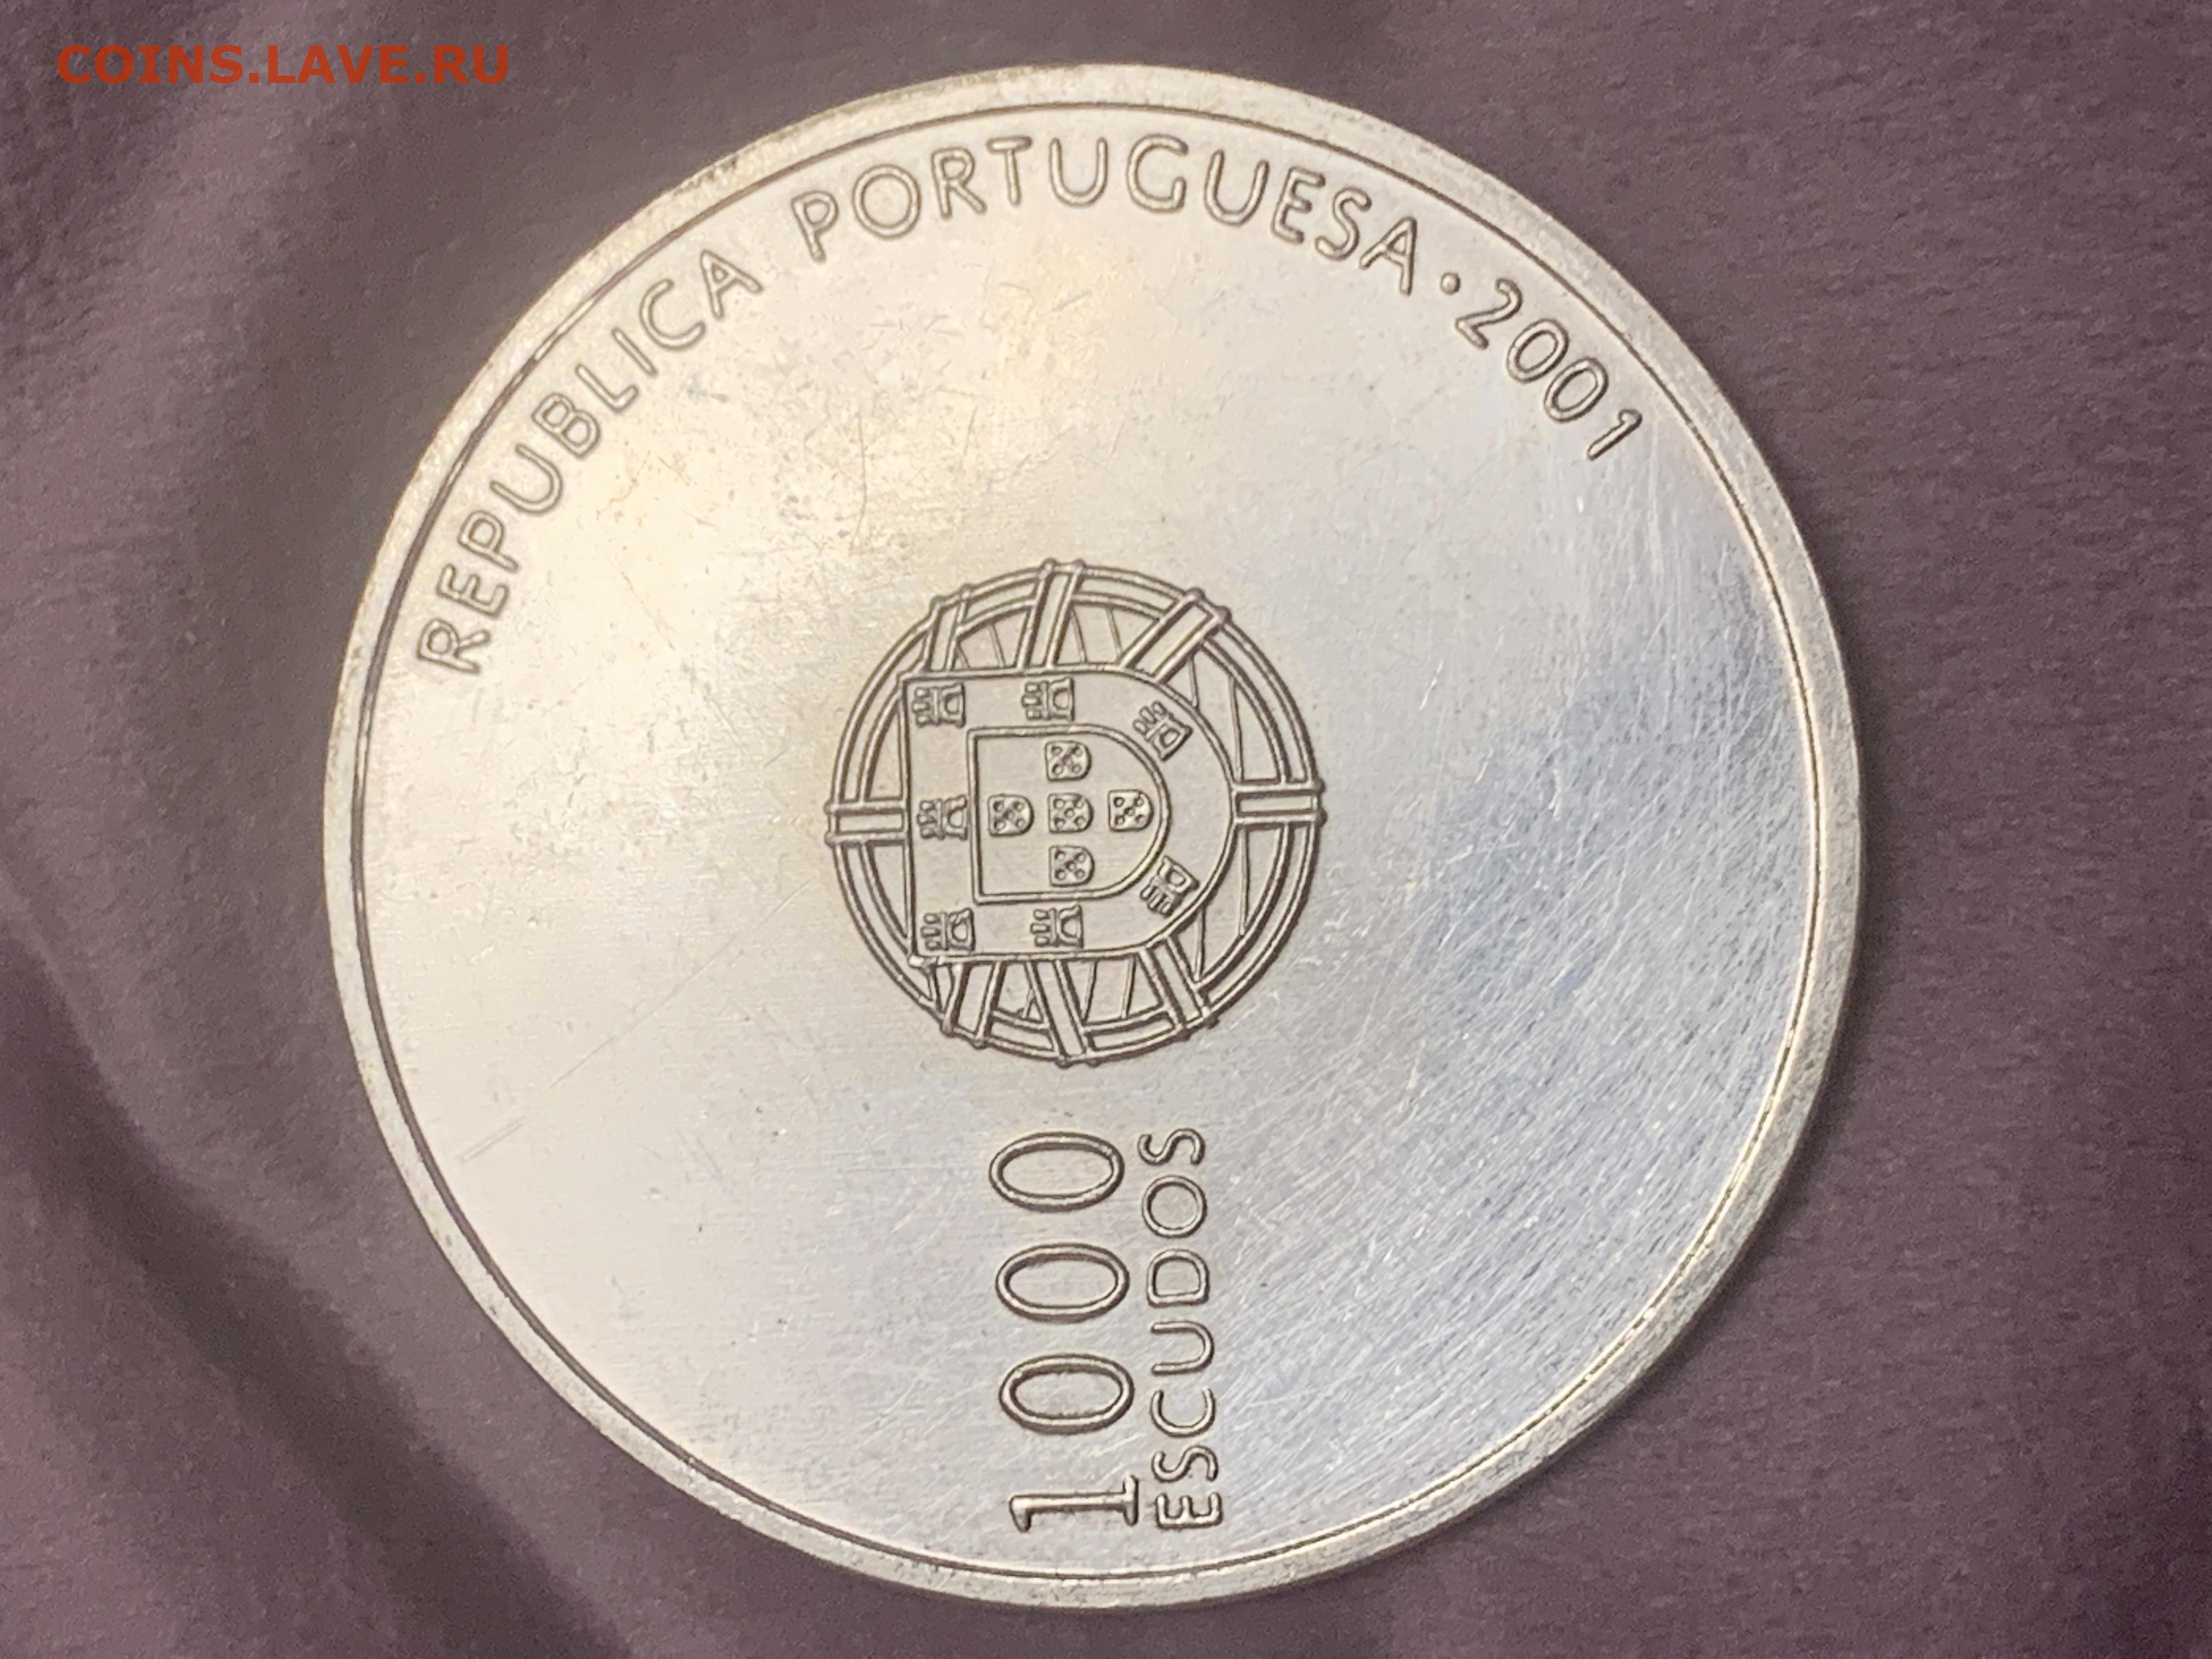 COINS.LAVE.RU
REPUBLICA PORTUGUESA · 2001
1000
ESCUDOS